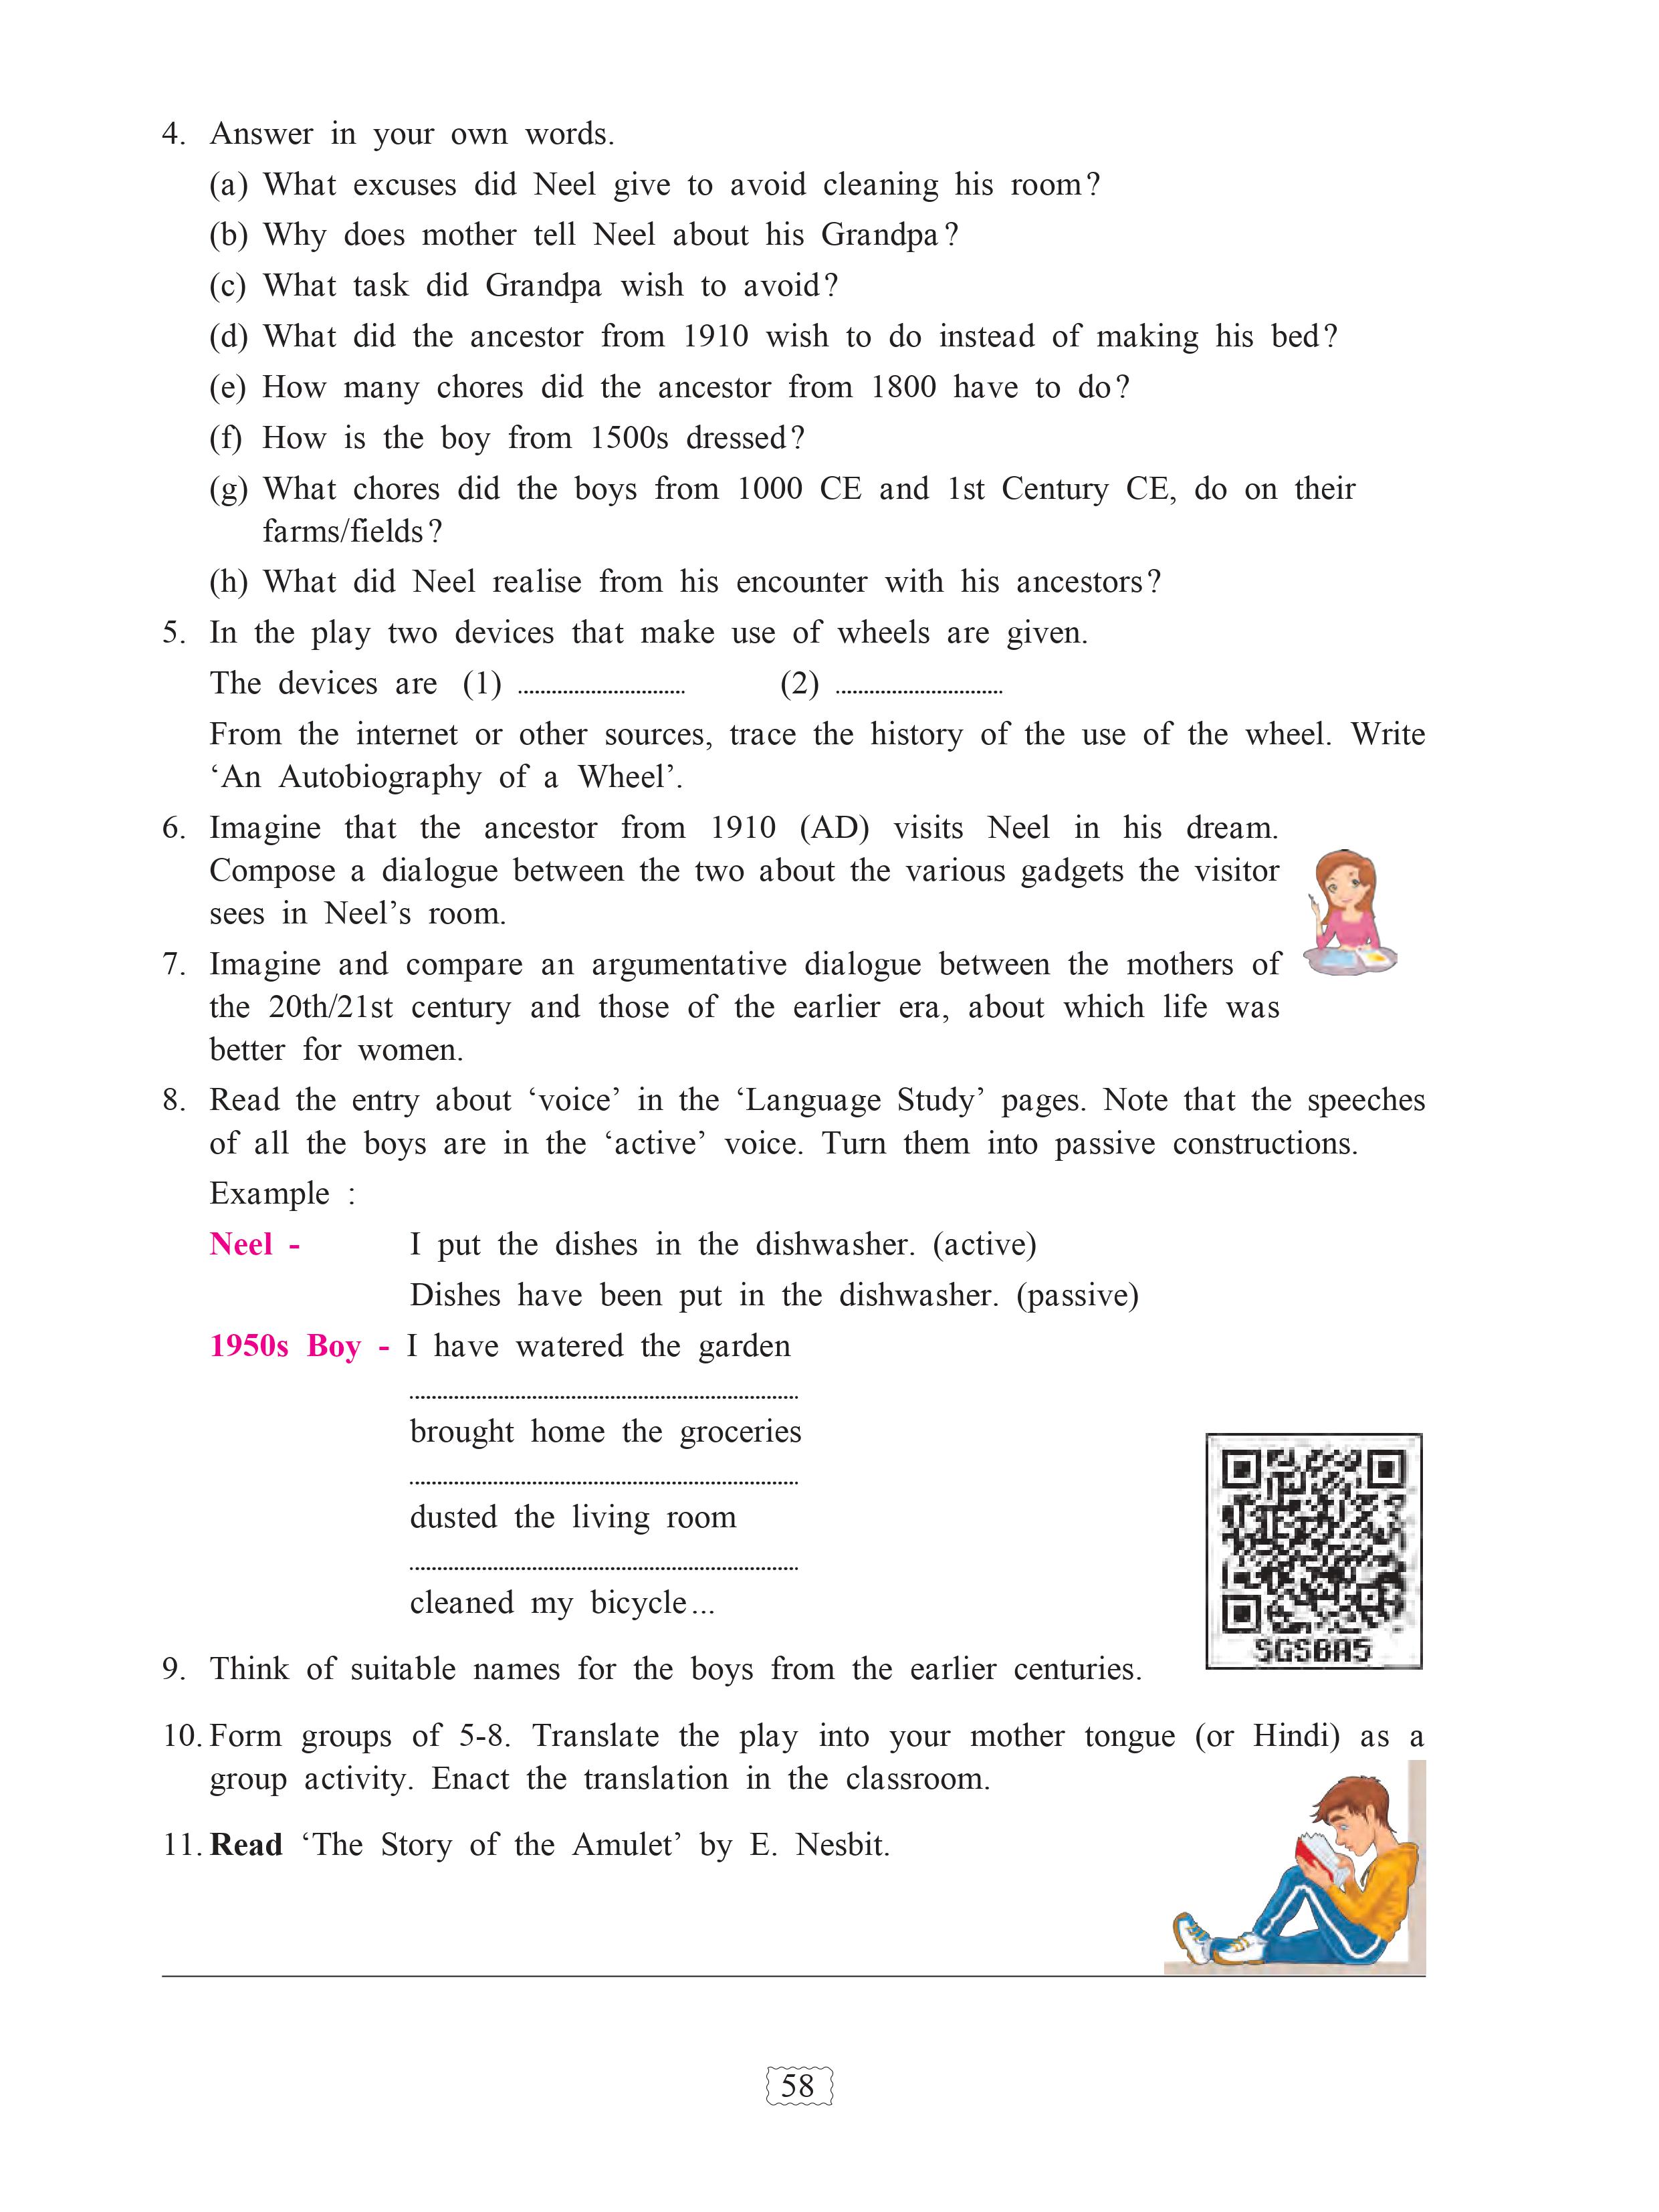 4. Answer in your own words.
(a) What excuses did Neel give to avoid cleaning his room?
(b) Why does mother tell Neel about his Grandpa?
(c) What task did Grandpa wish to avoid?
(d) What did the ancestor from 1910 wish to do instead of making his bed?
(e) How many chores did the ancestor from 1800 have to do?
(f) How is the boy from 1500s dressed?
(g) What chores did the boys from 1000 CE and 1st Century CE, do on their
farms/fields?
(h) What did Neel realise from his encounter with his ancestors?
5. In the play two devices that make use of wheels are given.
The devices are (1) .............................. (2) ..............................
From the internet or other sources, trace the history of the use of the wheel. Write
‘An Autobiography of a Wheel’.
6. Imagine that the ancestor from 1910 (AD) visits Neel in his dream.
Compose a dialogue between the two about the various gadgets the visitor
sees in Neel’s room.
7. Imagine and compare an argumentative dialogue between the mothers of
the 20th/21st century and those of the earlier era, about which life was
better for women.
8. Read the entry about ‘voice’ in the ‘Language Study’ pages. Note that the speeches
of all the boys are in the ‘active’ voice. Turn them into passive constructions.
Example :
Neel - I put the dishes in the dishwasher. (active)
Dishes have been put in the dishwasher. (passive)
1950s Boy - I have watered the garden
......................................................................
brought home the groceries
......................................................................
dusted the living room
......................................................................
cleaned my bicycle...
SGSBA5
9. Think of suitable names for the boys from the earlier centuries.
10. Form groups of 5-8. Translate the play into your mother tongue (or Hindi) as a
group activity. Enact the translation in the classroom.
11. Read ‘The Story of the Amulet’ by E. Nesbit.
58